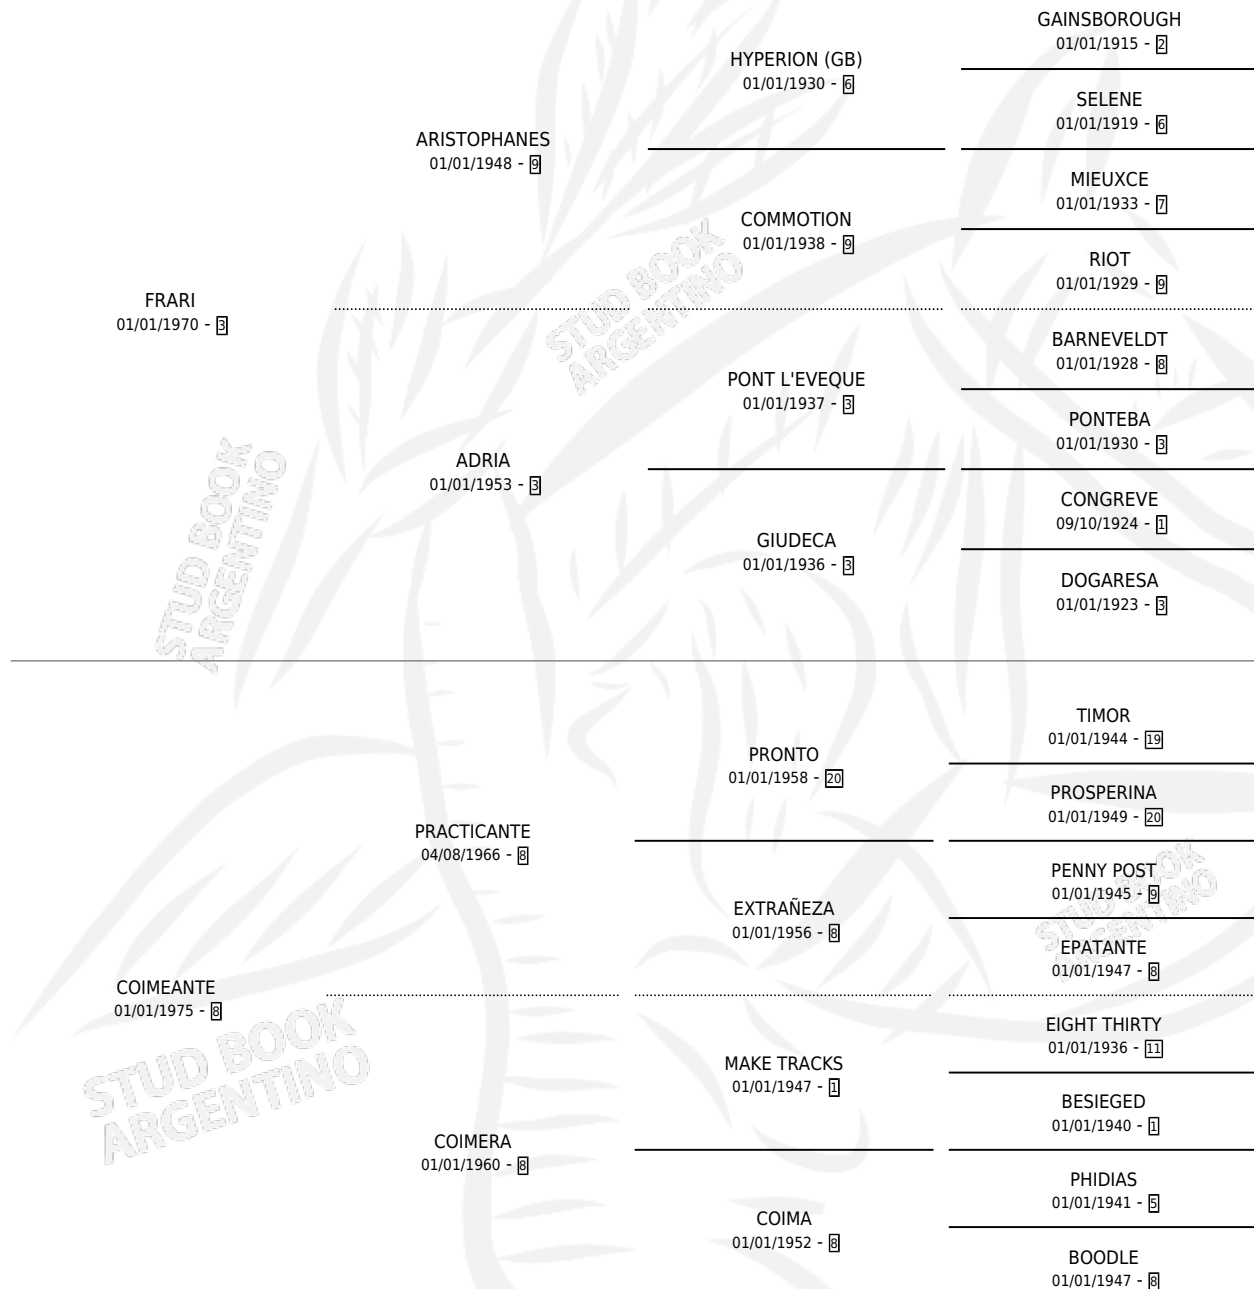 GAINSBOROUGH
01/01/1915 - 2
HYPERION (GB)
01/01/1930 - 6
SELENE
01/01/1919 - 6
ARISTOPHANES
01/01/1948 - 9
MIEUXCE
01/01/1933 - 7
COMMOTION
01/01/1938 - 9
RIOT
01/01/1929 - 9
FRARI
01/01/1970 - 3
BARNEVELDT
01/01/1928 - 8
PONT L'EVEQUE
01/01/1937 - 3
PONTEBA
01/01/1930 - 3
ADRIA
01/01/1953 - 3
CONGREVE
09/10/1924 - 1
GIUDECA
01/01/1936 - 3
DOGARESA
01/01/1923 - 3
TIMOR
01/01/1944 - 19
PRONTO
01/01/1958 - 20
PROSPERINA
01/01/1949 - 20
PRACTICANTE
04/08/1966 - 8
PENNY POST
01/01/1945 - 9
EXTRAÑEZA
01/01/1956 - 8
EPATANTE
01/01/1947 - 8
COIMEANTE
01/01/1975 - 8
EIGHT THIRTY
01/01/1936 - 11
MAKE TRACKS
01/01/1947 - 1
BESIEGED
01/01/1940 - 1
COIMERA
01/01/1960 - 8
PHIDIAS
01/01/1941 - 5
COIMA
01/01/1952 - 8
BOODLE
01/01/1947 - 8
STUD BOOK
ARGENTINO
STUD BOOK
ARGENTINO
STUD BOOK
ARGENTINO
STUD BOOK
ARGENTINO